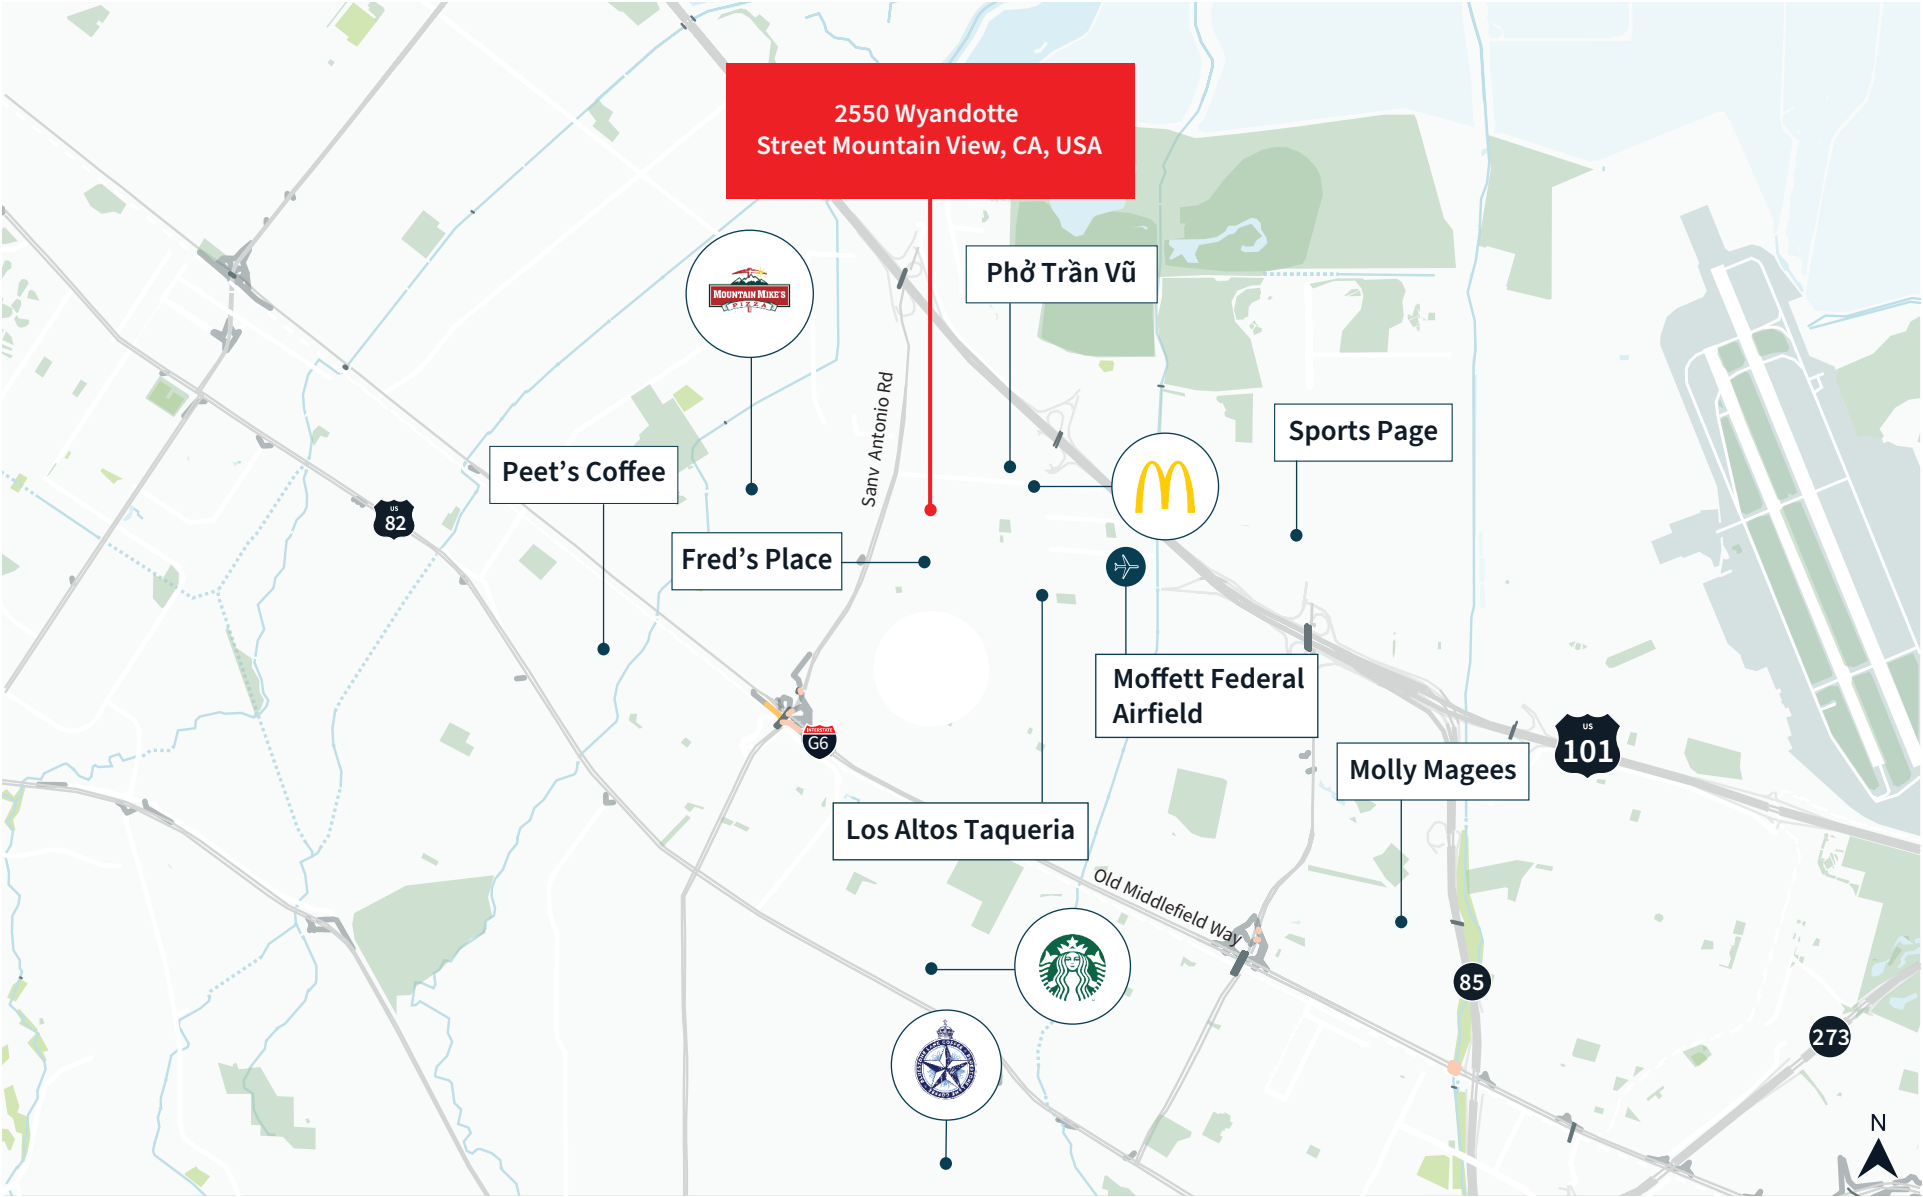 2550 Wyandotte
Street Mountain View, CA, USA
MOUNTAIN MIKE'S
PIZZA
Phở Trần Vũ
Sanv Antonio Rd
Sports Page
Peet's Coffee
US
82
Fred's Place
Moffett Federal
Airfield
INTERSTATE
G6
US
101
Molly Magees
Los Altos Taqueria
Old Middlefield Way
85
273
N